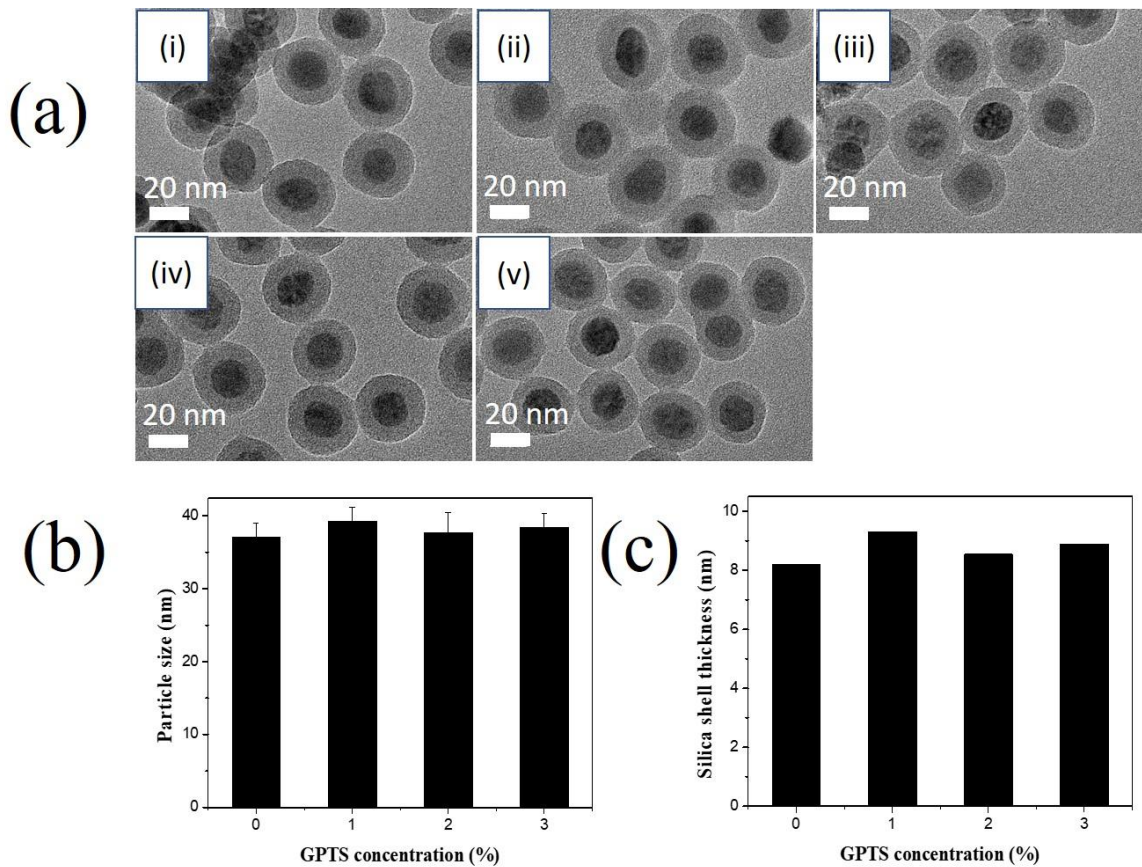 (a)
(i)
(ii)
(iii)
20 nm
20 nm
20 nm
(iv)
(v)
20 nm
20 nm
(b)
Particle size (nm)
40
30
20
10
0
0 1 2 3
GPTS concentration (%)
(c)
Silica shell thickness (nm)
10
8
6
4
2
0
0 1 2 3
GPTS concentration (%)